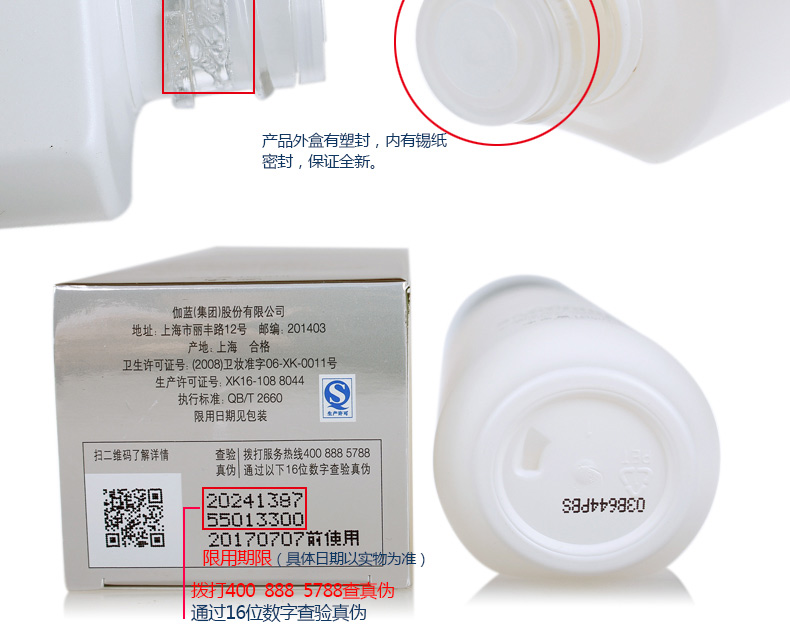 产品外盒有塑封，内有锡纸
密封，保证全新。
伽蓝(集团)股份有限公司
地址: 上海市丽丰路12号 邮编: 201403
产地: 上海 合格
卫生许可证号: (2008)卫妆准字06-XK-0011号
生产许可证号: XK16-108 8044
执行标准: QB/T 2660
限用日期见包装
QS
生产许可
扫二维码了解详情
查验 拨打服务热线400 888 5788
真伪 通过以下16位数字查验真伪
20241387
55013300
20170707前使用
限用期限（具体日期以实物为准）
拨打400 888 5788查真伪
通过16位数字查验真伪
03B644PBS